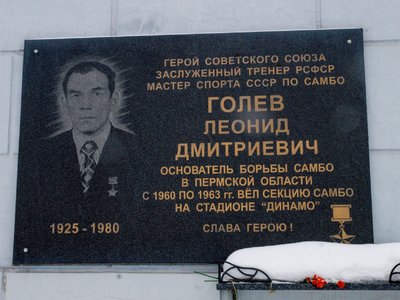 ГЕРОЙ СОВЕТСКОГО СОЮЗА
ЗАСЛУЖЕННЫЙ ТРЕНЕР РСФСР
МАСТЕР СПОРТА СССР ПО САМБО
ГОЛЕВ
ЛЕОНИД
ДМИТРИЕВИЧ
ОСНОВАТЕЛЬ БОРЬБЫ САМБО
В ПЕРМСКОЙ ОБЛАСТИ
С 1960 ПО 1963 гг. ВЁЛ СЕКЦИЮ САМБО
НА СТАДИОНЕ "ДИНАМО"
1925 - 1980
СЛАВА ГЕРОЮ!